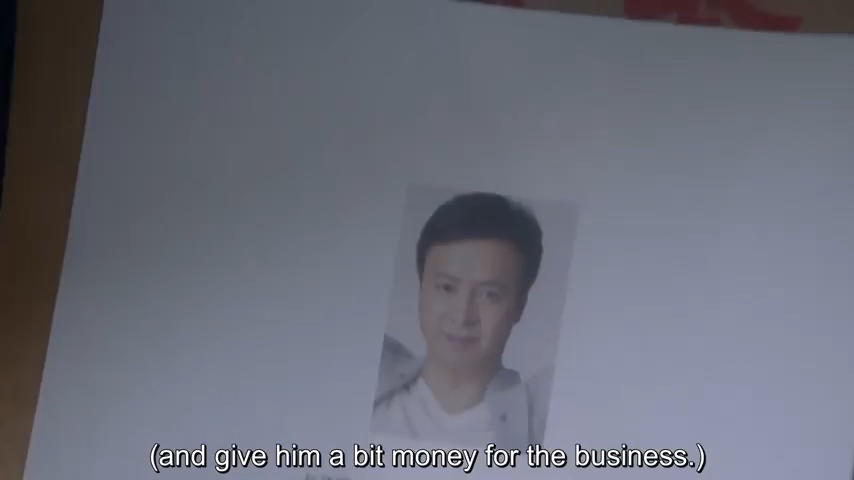 (and give him a bit money for the business.)